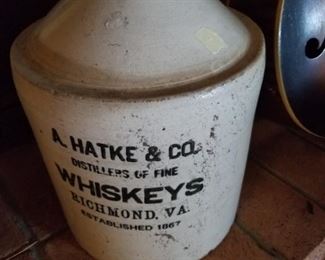 A. HATKE & CO.
DISTILLERS OF FINE
WHISKEYS
RICHMOND, VA.
ESTABLISHED 1867